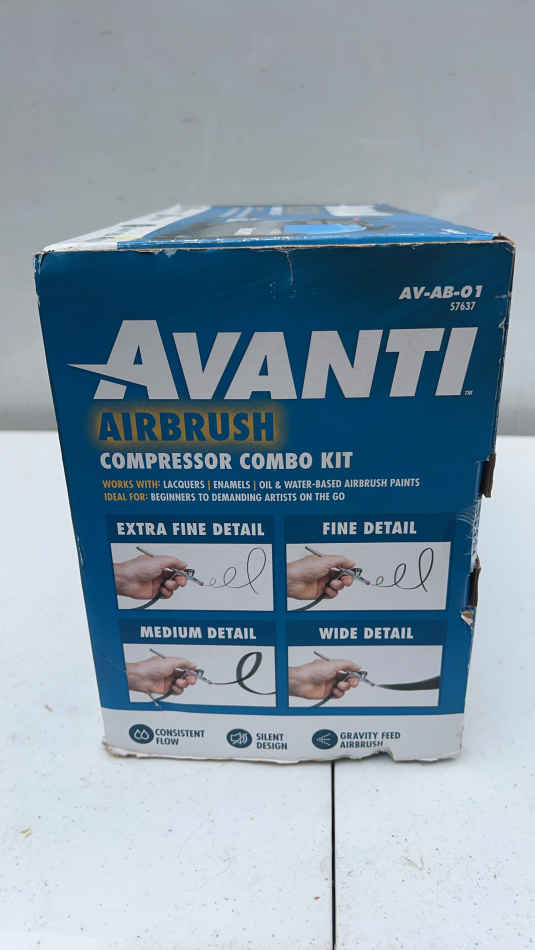 AV-AB-01
57637
AVANTI™
AIRBRUSH
COMPRESSOR COMBO KIT
WORKS WITH: LACQUERS | ENAMELS | OIL & WATER-BASED AIRBRUSH PAINTS
IDEAL FOR: BEGINNERS TO DEMANDING ARTISTS ON THE GO
EXTRA FINE DETAIL
FINE DETAIL
MEDIUM DETAIL
WIDE DETAIL
CONSISTENT
FLOW
SILENT
DESIGN
GRAVITY FEED
AIRBRUSH